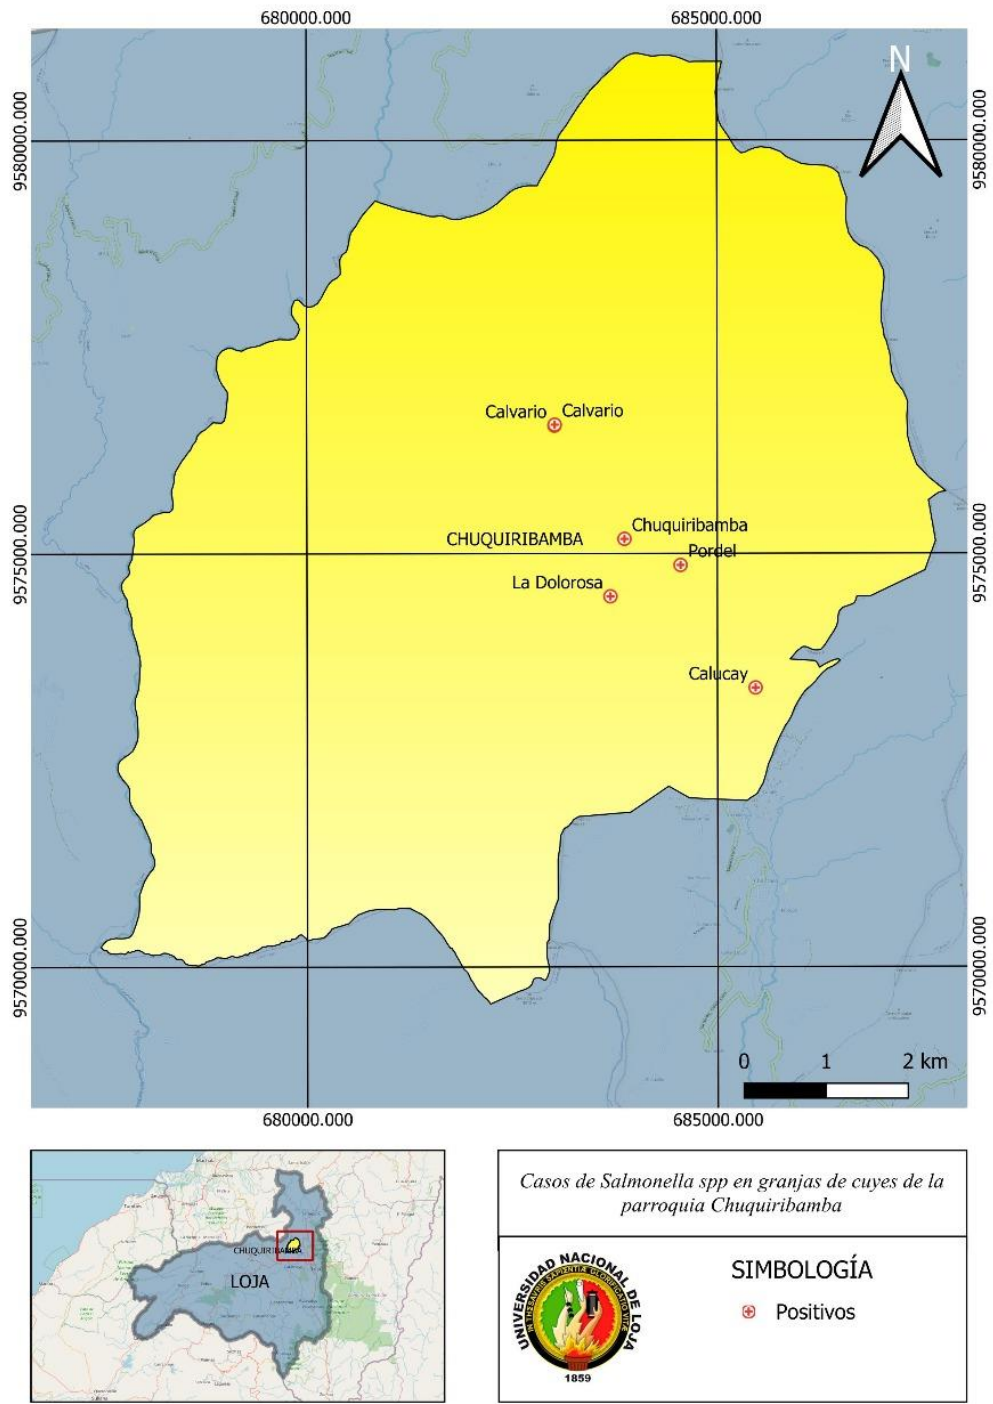 680000.000
685000.000
N
9580000.000
9580000.000
Calvario
Calvario
Chuquiribamba
CHUQUIRIBAMBA
Pordel
9575000.000
9575000.000
La Dolorosa
Calucay
9570000.000
9570000.000
0 1 2 km
680000.000
685000.000
CHUQUIRIBAMBA
LOJA
Casos de Salmonella spp en granjas de cuyes de la
parroquia Chuquiribamba
UNIVERSIDAD NACIONAL DE LOJA
1859
SIMBOLOGÍA
Positivos